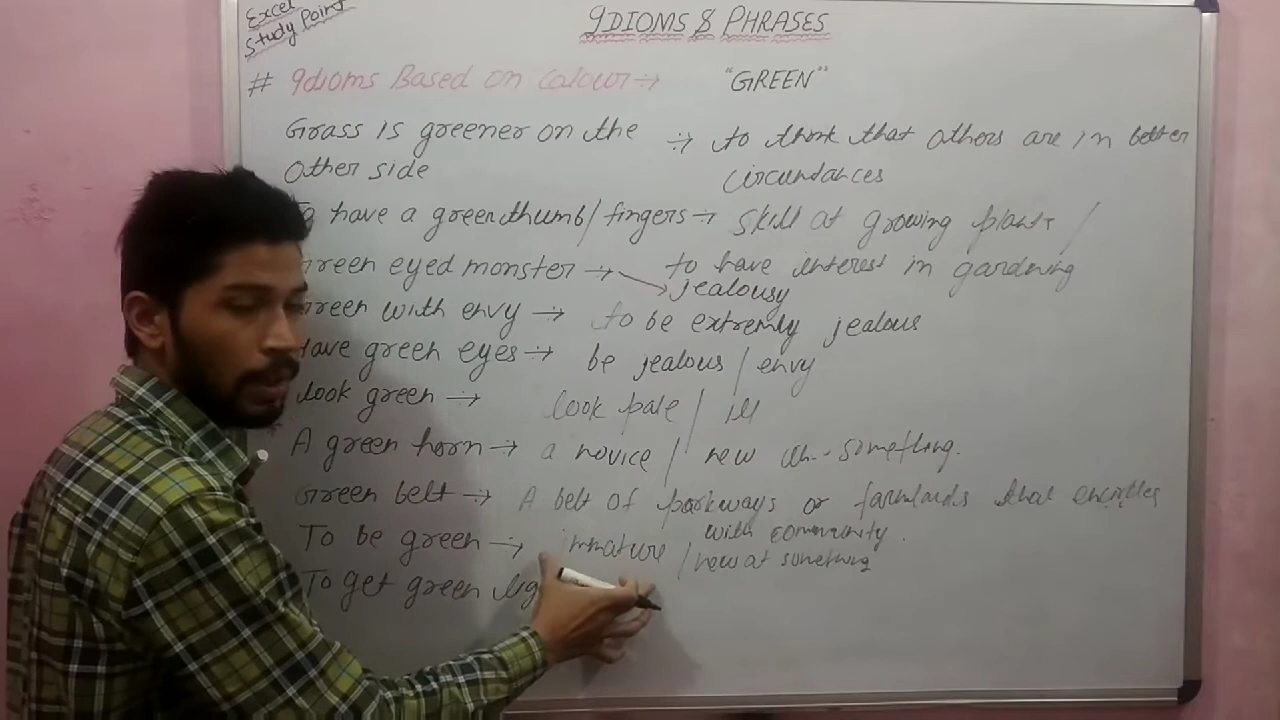 Excel
Study Point
IDIOMS & PHRASES
# Idioms Based on Colour → "GREEN"
Grass is greener on the other side → to think that others are in better circundances
To have a green thumb/fingers → skill at growing plants /
Green eyed monster → to have interest in gardening
jealousy
Green with envy → to be extremly jealous
Have green eyes → be jealous / envy
look green → look pale / ill
A green horn → a novice / new something.
Green belt → A belt of parkways or farmlands that encircles
with community.
To be green → immature / new at something
To get green